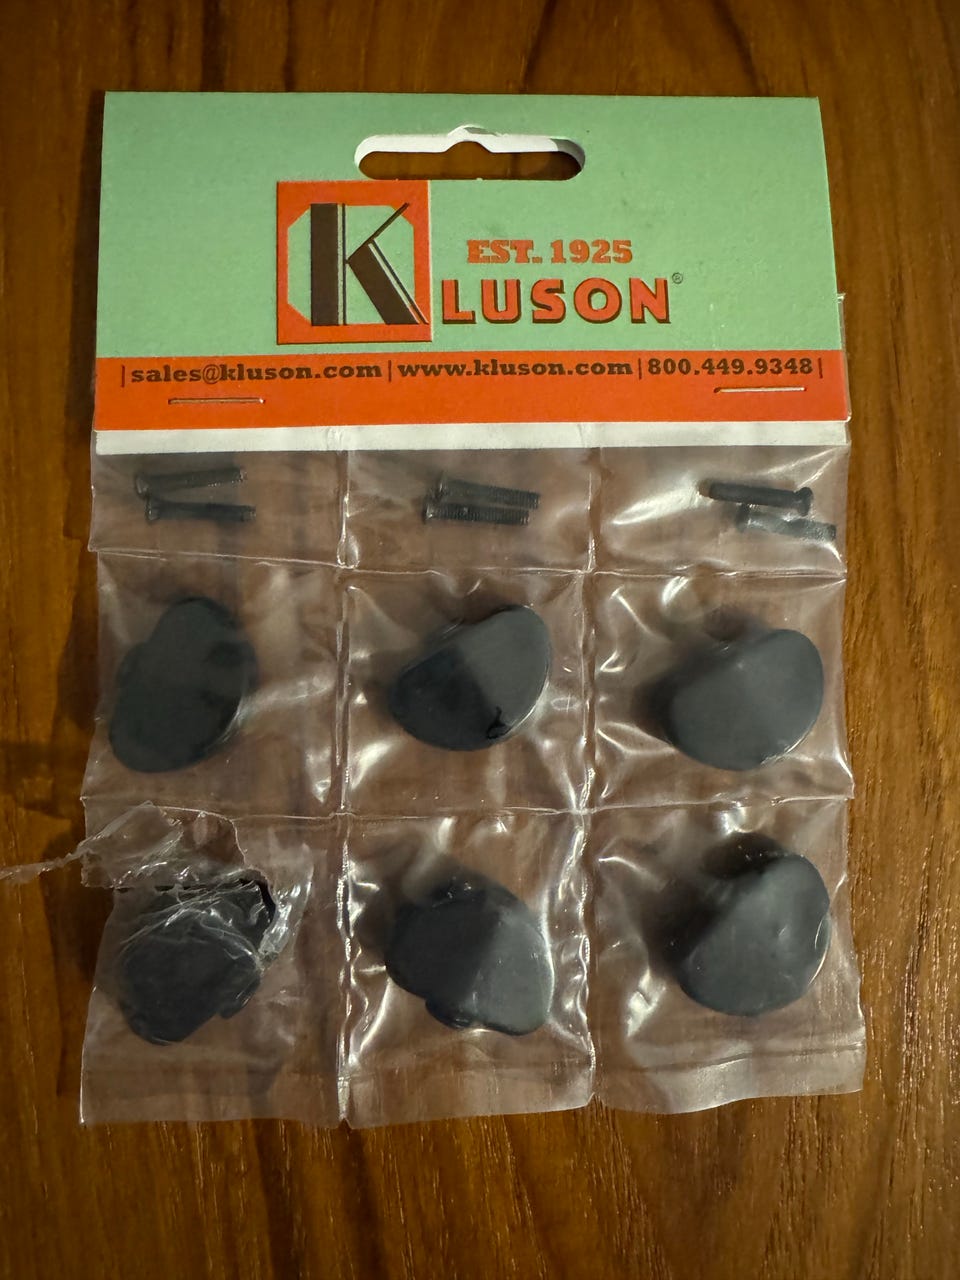 EST. 1925
KLUSON®
|sales@kluson.com|www.kluson.com|800.449.9348|